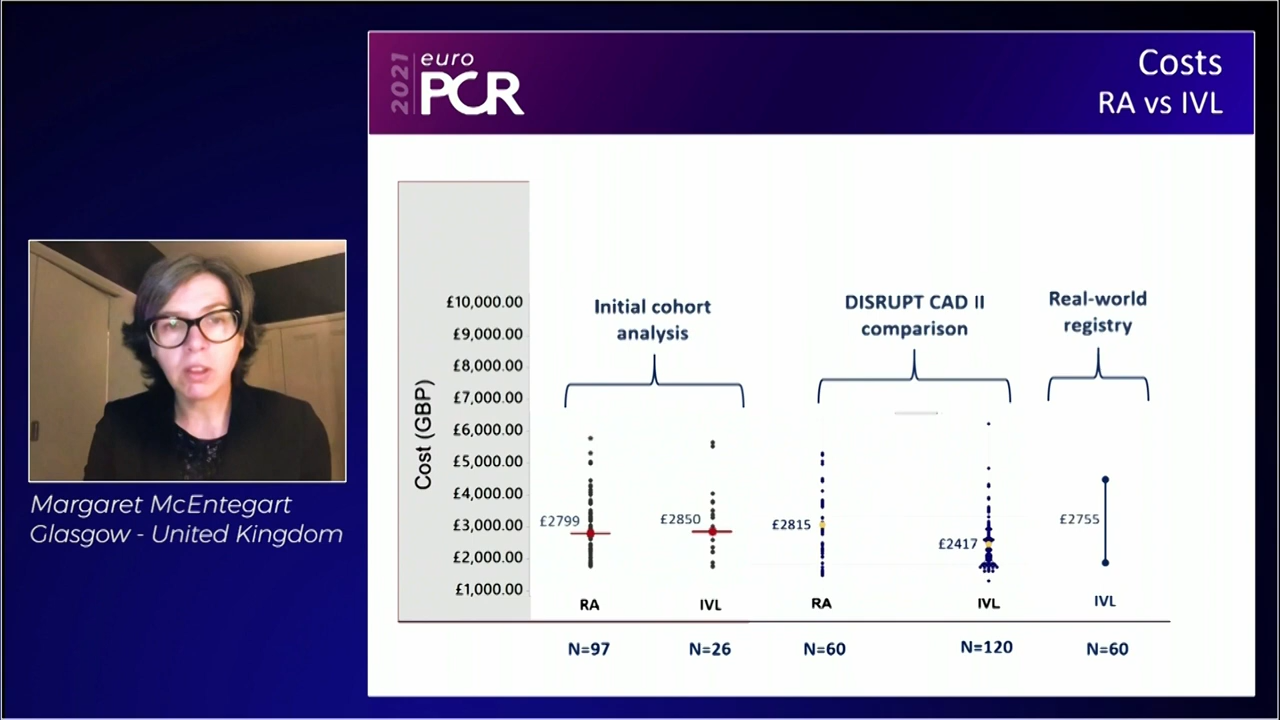 2021
euro
PCR
Costs
RA vs IVL
Cost (GBP)
£10,000.00
£9,000.00
£8,000.00
£7,000.00
£6,000.00
£5,000.00
£4,000.00
£3,000.00
£2,000.00
£1,000.00
Initial cohort
analysis
DISRUPT CAD II
comparison
Real-world
registry
£2799
£2850
£2815
£2417
£2755
RA
IVL
RA
IVL
IVL
N=97
N=26
N=60
N=120
N=60
Margaret McEntegart
Glasgow - United Kingdom